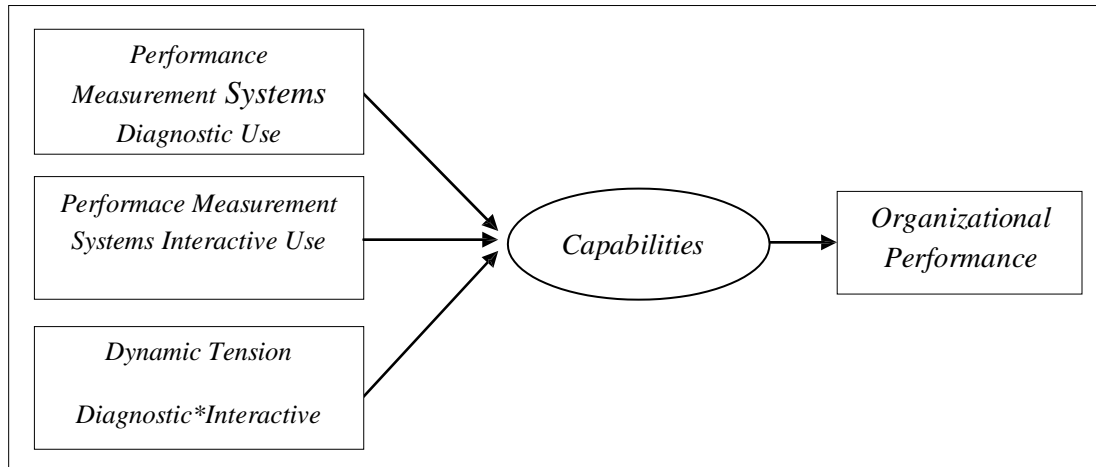 Performance
Measurement Systems
Diagnostic Use
Performace Measurement
Systems Interactive Use
Dynamic Tension
Diagnostic*Interactive
Capabilities
Organizational
Performance